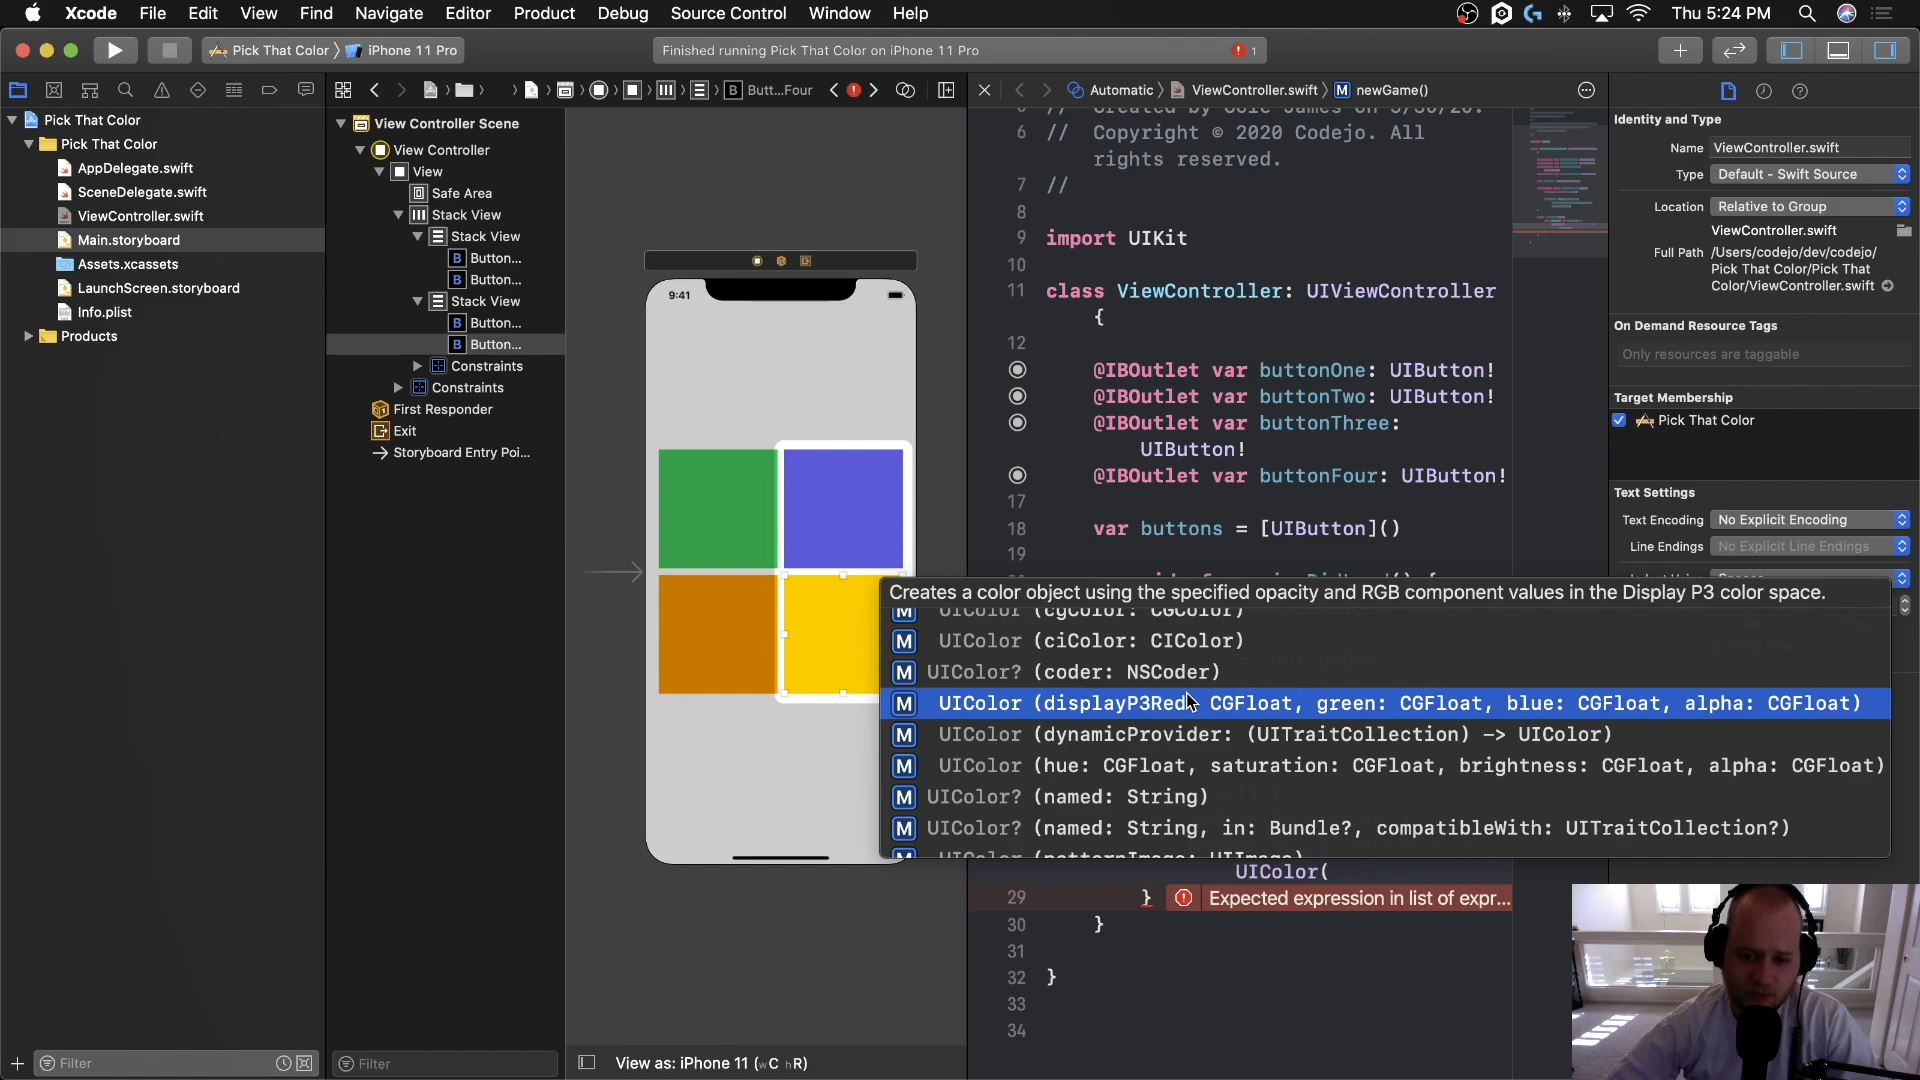 Xcode File Edit View Find Navigate Editor Product Debug Source Control Window Help
Thu 5:24 PM
Pick That Color
iPhone 11 Pro
Finished running Pick That Color on iPhone 11 Pro
1
Butt...Four
Automatic
ViewController.swift
M newGame()
Pick That Color
Pick That Color
AppDelegate.swift
SceneDelegate.swift
ViewController.swift
Main.storyboard
Assets.xcassets
LaunchScreen.storyboard
Info.plist
Products
View Controller Scene
View Controller
View
Safe Area
Stack View
Stack View
B Button...
B Button...
Stack View
B Button...
B Button...
Constraints
Constraints
First Responder
Exit
Storyboard Entry Poi...
9:41
6 // Copyright © 2020 Codejo. All
rights reserved.
7 //
8
9 import UIKit
10
11 class ViewController: UIViewController
{
12
@IBOutlet var buttonOne: UIButton!
@IBOutlet var buttonTwo: UIButton!
@IBOutlet var buttonThree:
UIButton!
@IBOutlet var buttonFour: UIButton!
17
18 var buttons = [UIButton]()
19
Creates a color object using the specified opacity and RGB component values in the Display P3 color space.
M UIColor (cgColor: CGColor)
M UIColor (ciColor: CIColor)
M UIColor? (coder: NSCoder)
M UIColor (displayP3Red: CGFloat, green: CGFloat, blue: CGFloat, alpha: CGFloat)
M UIColor (dynamicProvider: (UITraitCollection) -> UIColor)
M UIColor (hue: CGFloat, saturation: CGFloat, brightness: CGFloat, alpha: CGFloat)
M UIColor? (named: String)
M UIColor? (named: String, in: Bundle?, compatibleWith: UITraitCollection?)
M UIColor (patternImage: UIImage)
UIColor(
29 }
Expected expression in list of expr...
30 }
31
32 }
33
34
Identity and Type
Name ViewController.swift
Type Default - Swift Source
Location Relative to Group
ViewController.swift
Full Path /Users/codejo/dev/codejo/
Pick That Color/Pick That
Color/ViewController.swift
On Demand Resource Tags
Only resources are taggable
Target Membership
Pick That Color
Text Settings
Text Encoding No Explicit Encoding
Line Endings No Explicit Line Endings
Filter
Filter
View as: iPhone 11 (wC hR)